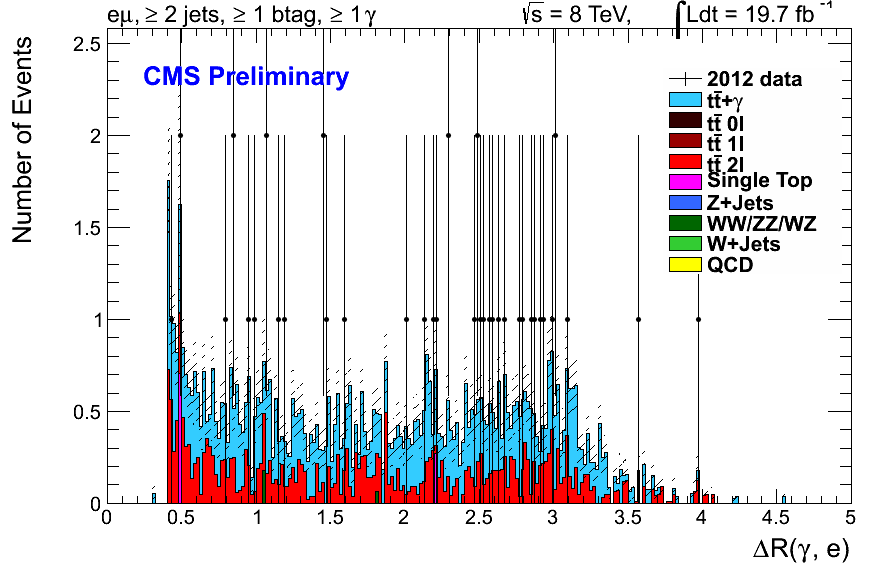 eμ, ≥ 2 jets, ≥ 1 btag, ≥ 1 γ
√s = 8 TeV, ∫Ldt = 19.7 fb⁻¹
Number of Events
CMS Preliminary
2012 data
tt̄+γ
tt̄ 0l
tt̄ 1l
tt̄ 2l
Single Top
Z+Jets
WW/ZZ/WZ
W+Jets
QCD
2.5
2
1.5
1
0.5
0
0 0.5 1 1.5 2 2.5 3 3.5 4 4.5 5
ΔR(γ, e)